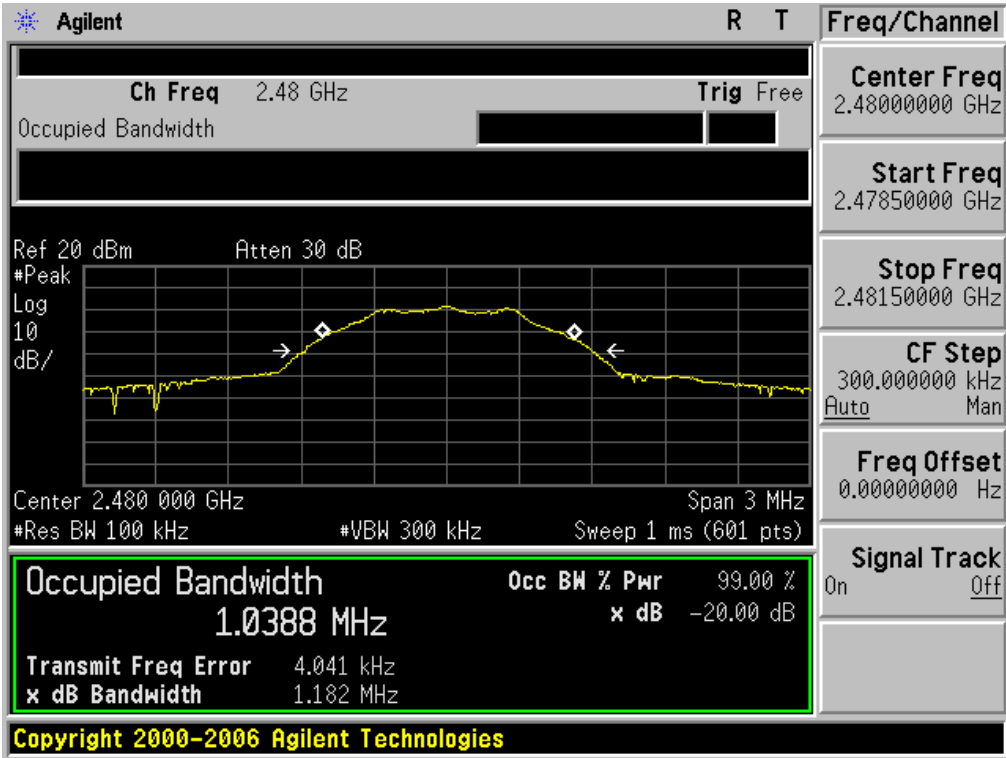 Agilent R T
Freq/Channel
Ch Freq 2.48 GHz Trig Free
Occupied Bandwidth
Center Freq
2.48000000 GHz
Start Freq
2.47850000 GHz
Stop Freq
2.48150000 GHz
CF Step
300.000000 kHz
Auto Man
Freq Offset
0.00000000 Hz
Signal Track
On Off
Ref 20 dBm Atten 30 dB
#Peak
Log
10
dB/
Center 2.480 000 GHz Span 3 MHz
#Res BW 100 kHz #VBW 300 kHz Sweep 1 ms (601 pts)
Occupied Bandwidth
1.0388 MHz
Occ BW % Pwr 99.00 %
x dB -20.00 dB
Transmit Freq Error 4.041 kHz
x dB Bandwidth 1.182 MHz
Copyright 2000-2006 Agilent Technologies